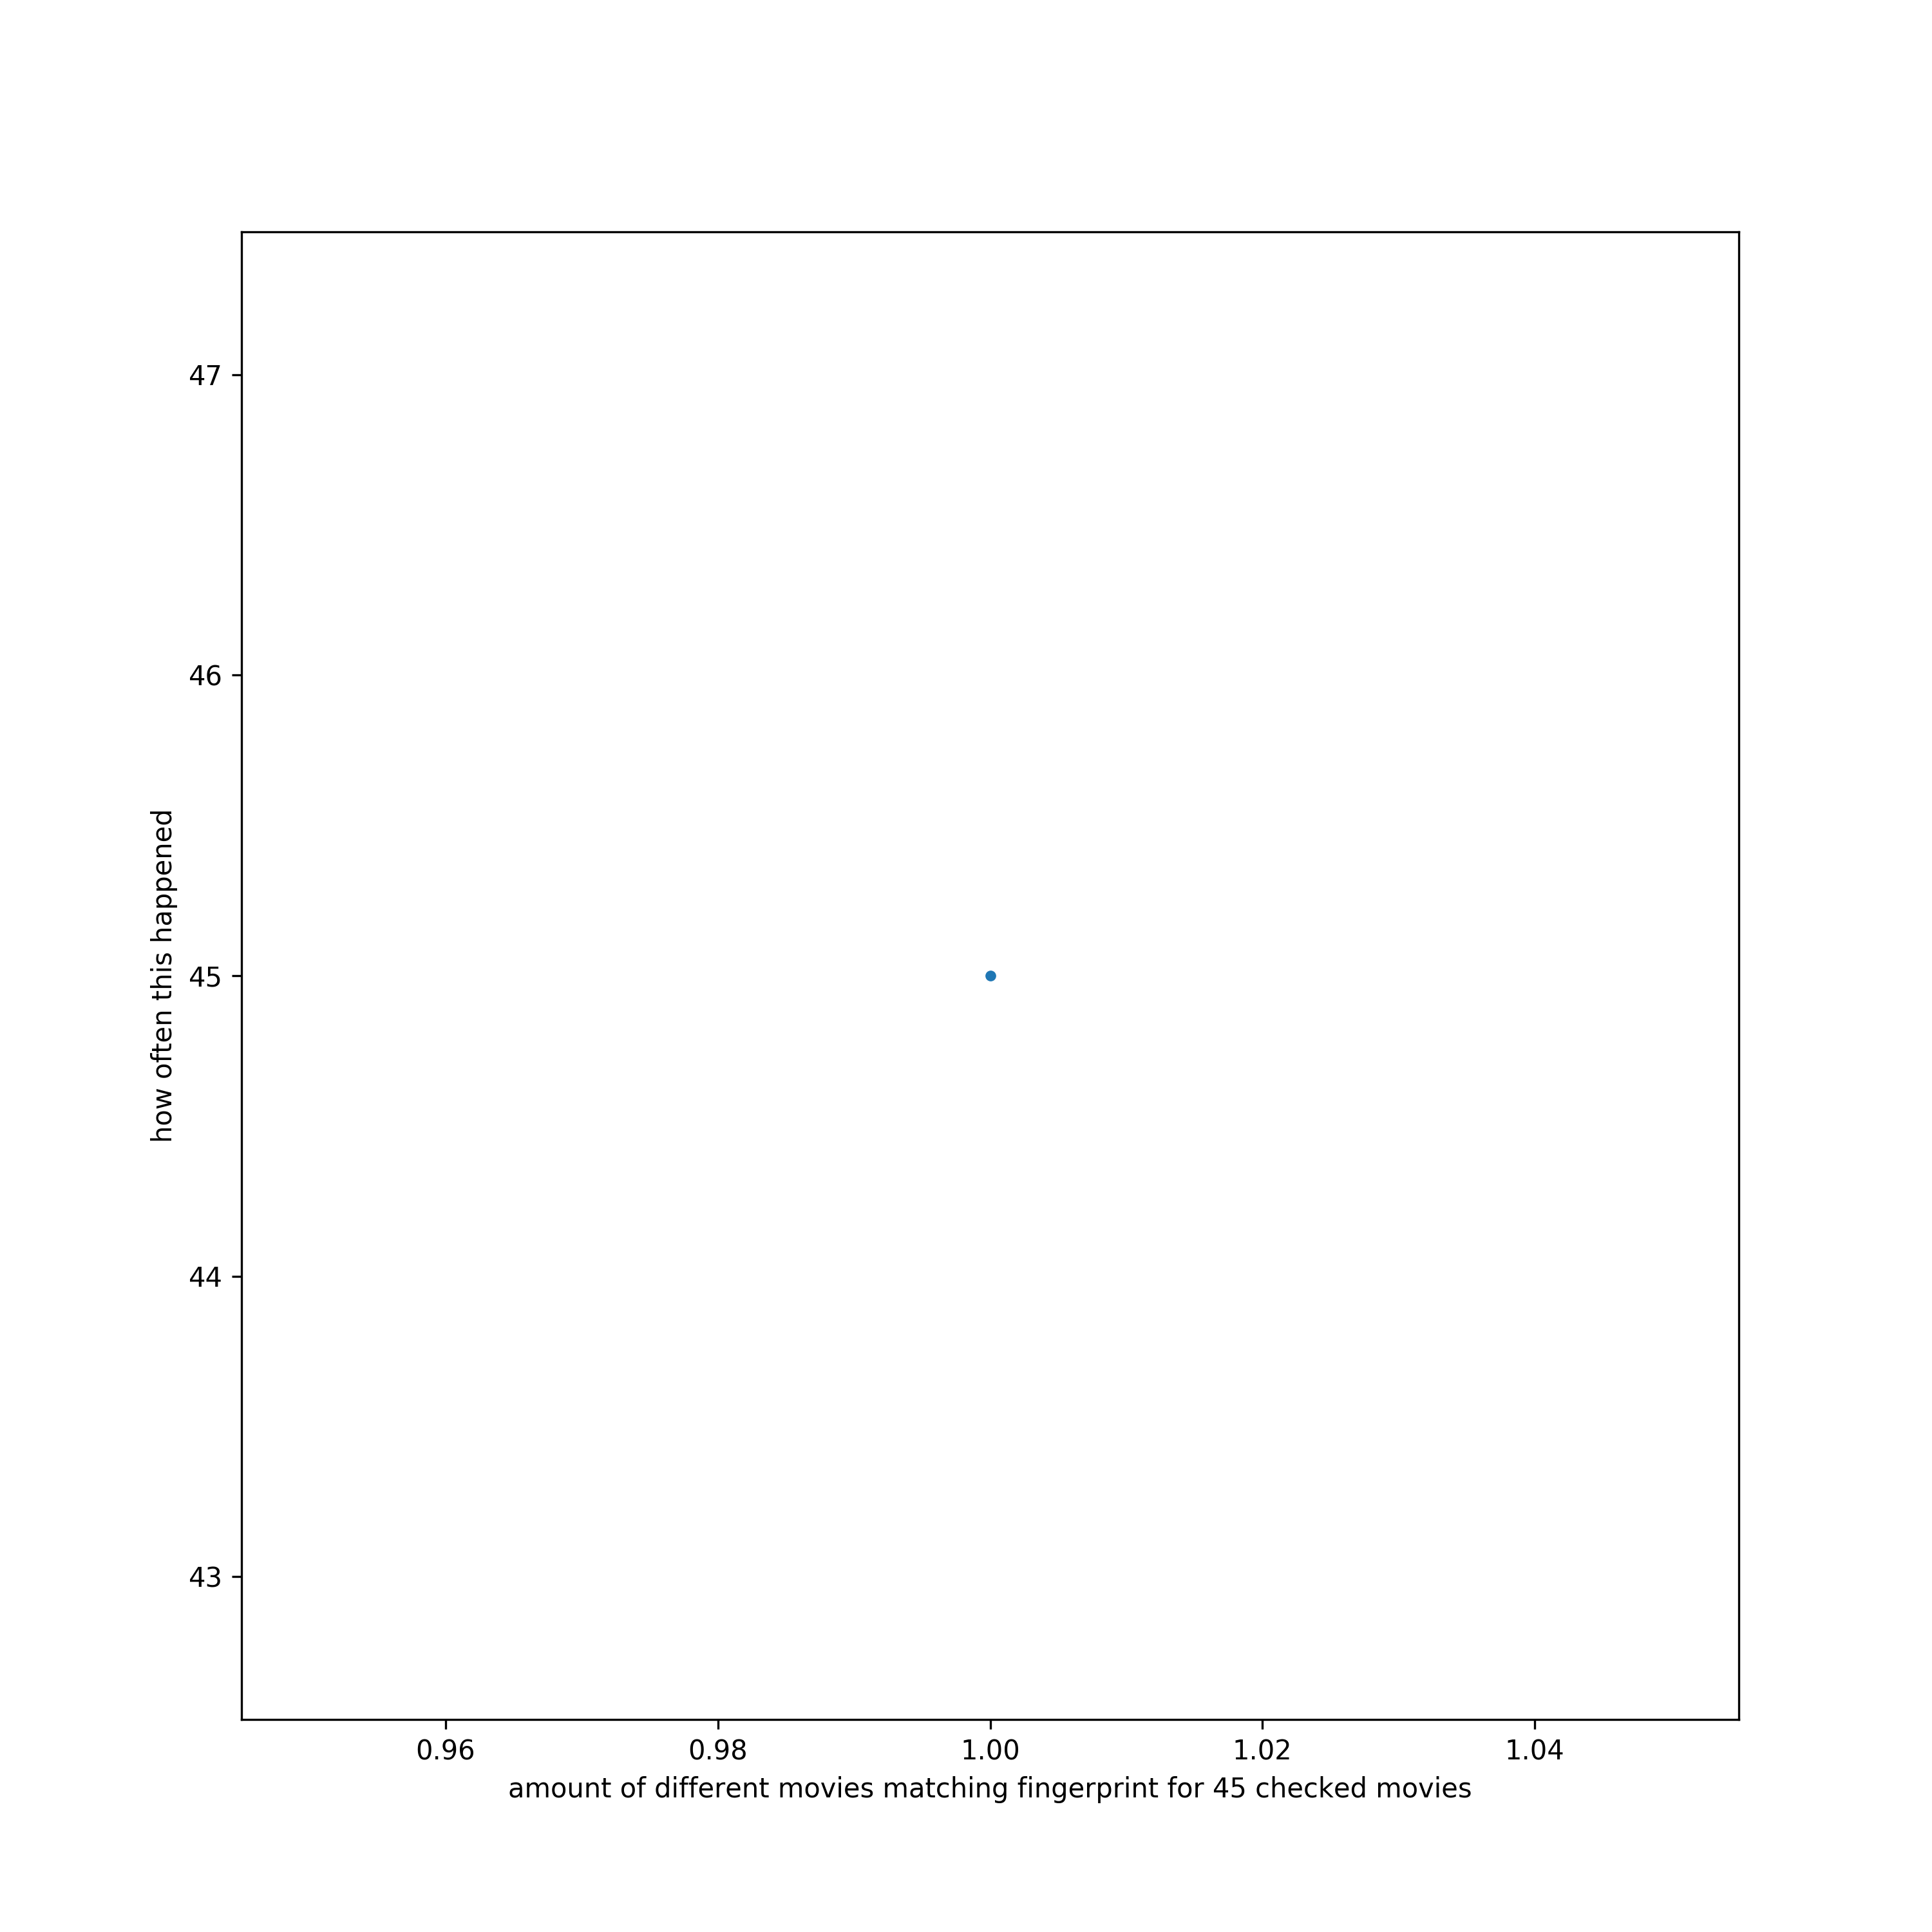 47
46
45
44
43
how often this happened
0.96 0.98 1.00 1.02 1.04
amount of different movies matching fingerprint for 45 checked movies